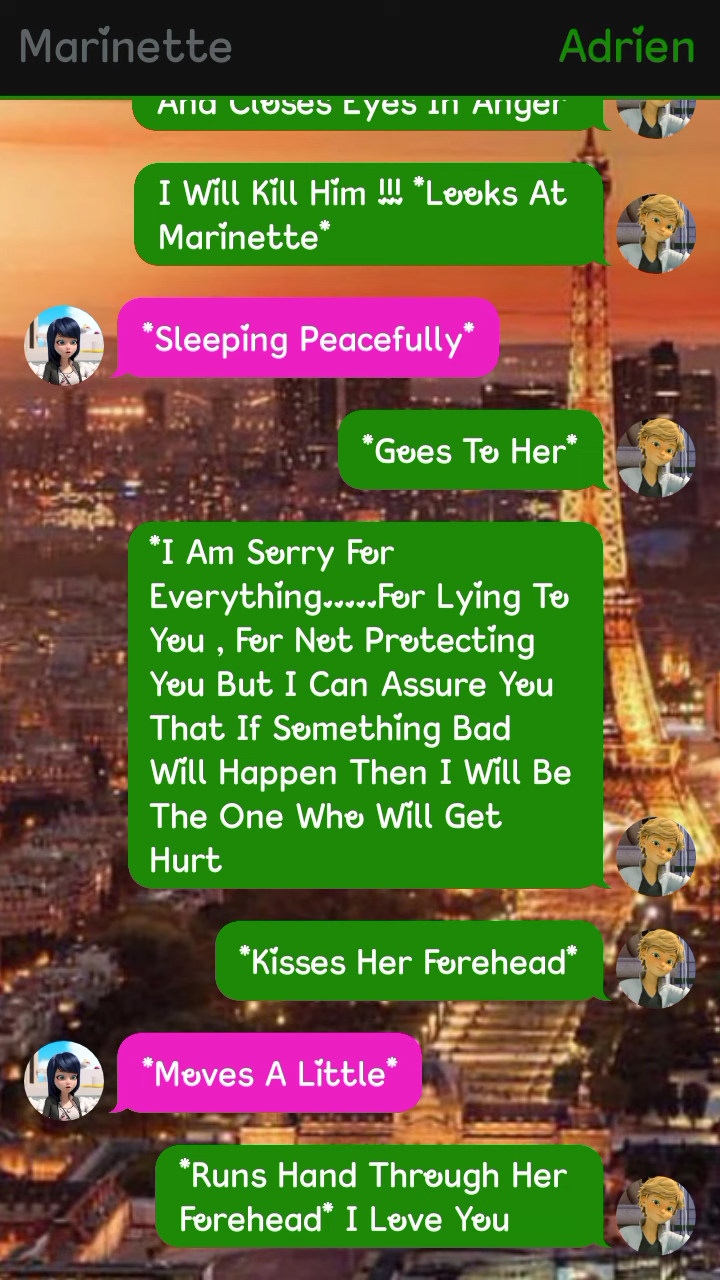 Marinette
Adrien
And Closes Eyes In Anger
I Will Kill Him !!! *Looks At
Marinette*
*Sleeping Peacefully*
*Goes To Her*
*I Am Sorry For
Everything.....For Lying To
You , For Not Protecting
You But I Can Assure You
That If Something Bad
Will Happen Then I Will Be
The One Who Will Get
Hurt
*Kisses Her Forehead*
*Moves A Little*
*Runs Hand Through Her
Forehead* I Love You